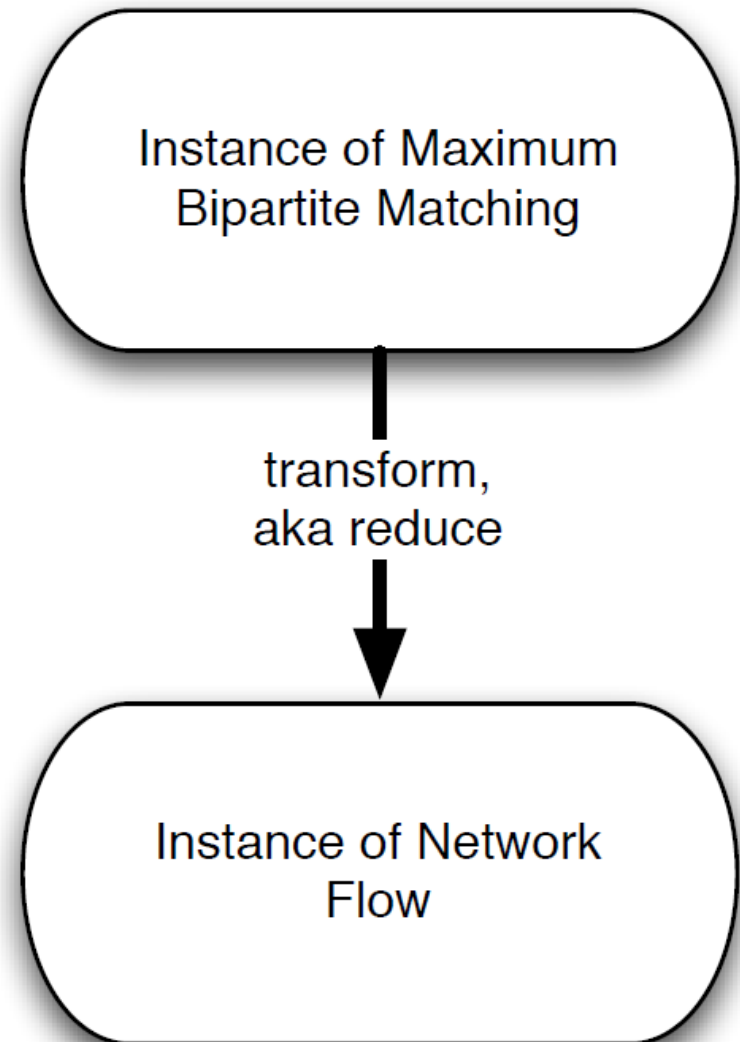 Instance of Maximum
Bipartite Matching
transform,
aka reduce
Instance of Network
Flow